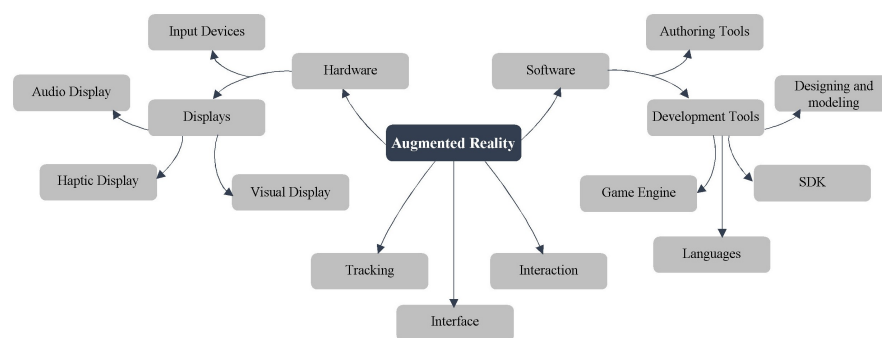 Input Devices
Authoring Tools
Hardware
Software
Audio Display
Designing and
modeling
Displays
Development Tools
Augmented Reality
Haptic Display
Visual Display
Game Engine
SDK
Languages
Tracking
Interaction
Interface